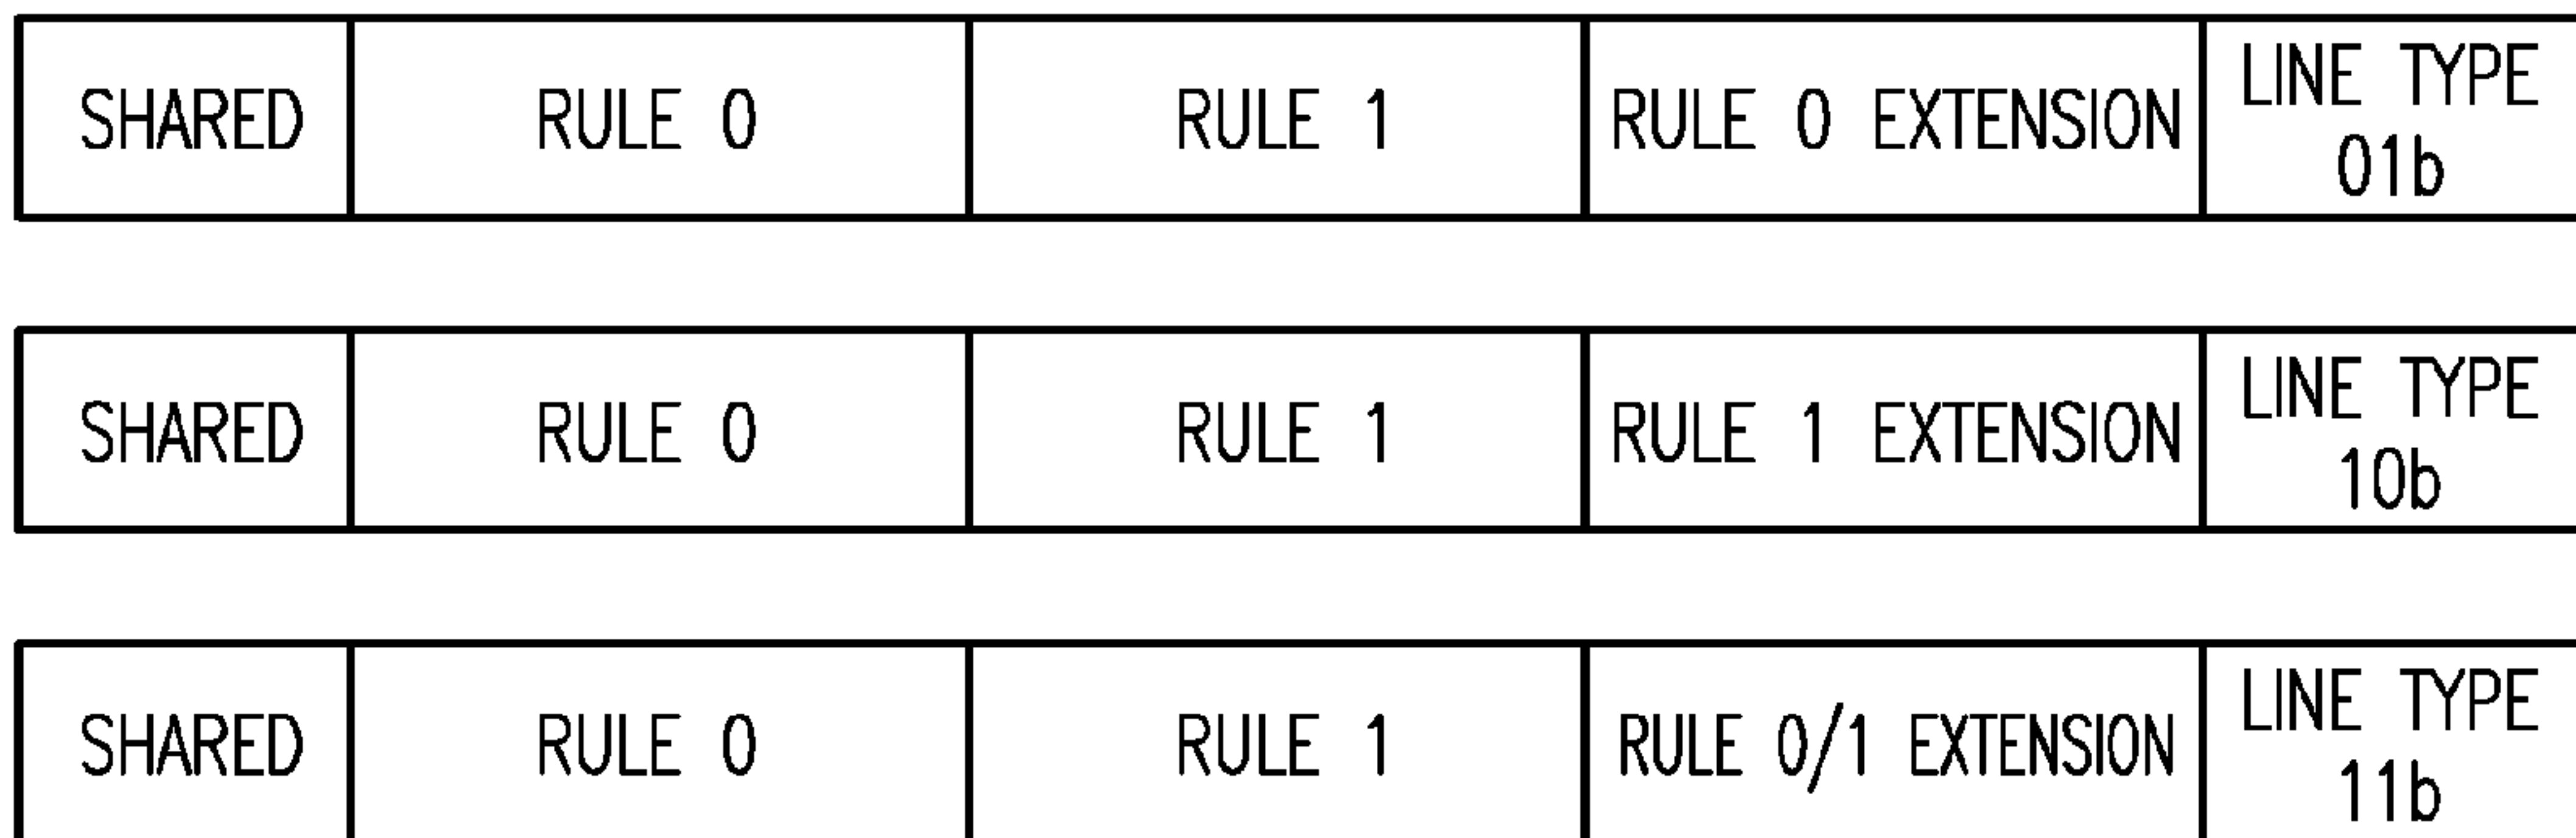 SHARED RULE 0 RULE 1 RULE 0 EXTENSION LINE TYPE
01b
SHARED RULE 0 RULE 1 RULE 1 EXTENSION LINE TYPE
10b
SHARED RULE 0 RULE 1 RULE 0/1 EXTENSION LINE TYPE
11b